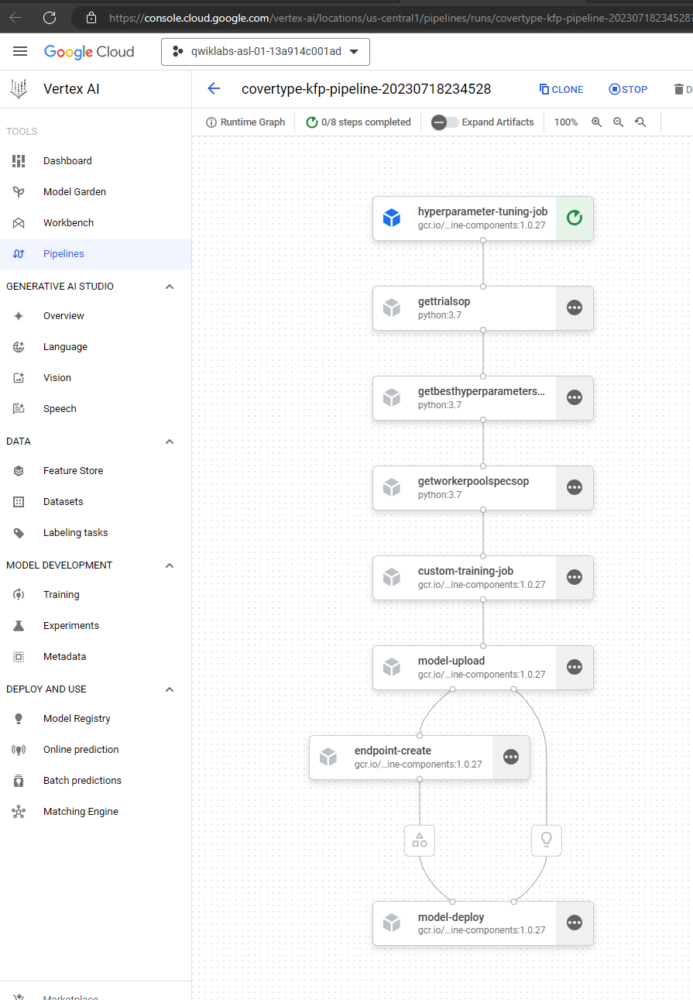 https://console.cloud.google.com/vertex-ai/locations/us-central1/pipelines/runs/covertype-kfp-pipeline-20230718234528?
Google Cloud
qwiklabs-asl-01-13a914c001ad
Vertex AI
covertype-kfp-pipeline-20230718234528
CLONE
STOP
D
Runtime Graph
0/8 steps completed
Expand Artifacts
100%
TOOLS
Dashboard
Model Garden
Workbench
Pipelines
GENERATIVE AI STUDIO
Overview
Language
Vision
Speech
DATA
Feature Store
Datasets
Labeling tasks
MODEL DEVELOPMENT
Training
Experiments
Metadata
DEPLOY AND USE
Model Registry
Online prediction
Batch predictions
Matching Engine
Marketplace
hyperparameter-tuning-job
gcr.io/...ine-components:1.0.27
gettrialsop
python:3.7
getbesthyperparameters...
python:3.7
getworkerpoolspecsop
python:3.7
custom-training-job
gcr.io/...ine-components:1.0.27
model-upload
gcr.io/...ine-components:1.0.27
endpoint-create
gcr.io/...ine-components:1.0.27
model-deploy
gcr.io/...ine-components:1.0.27